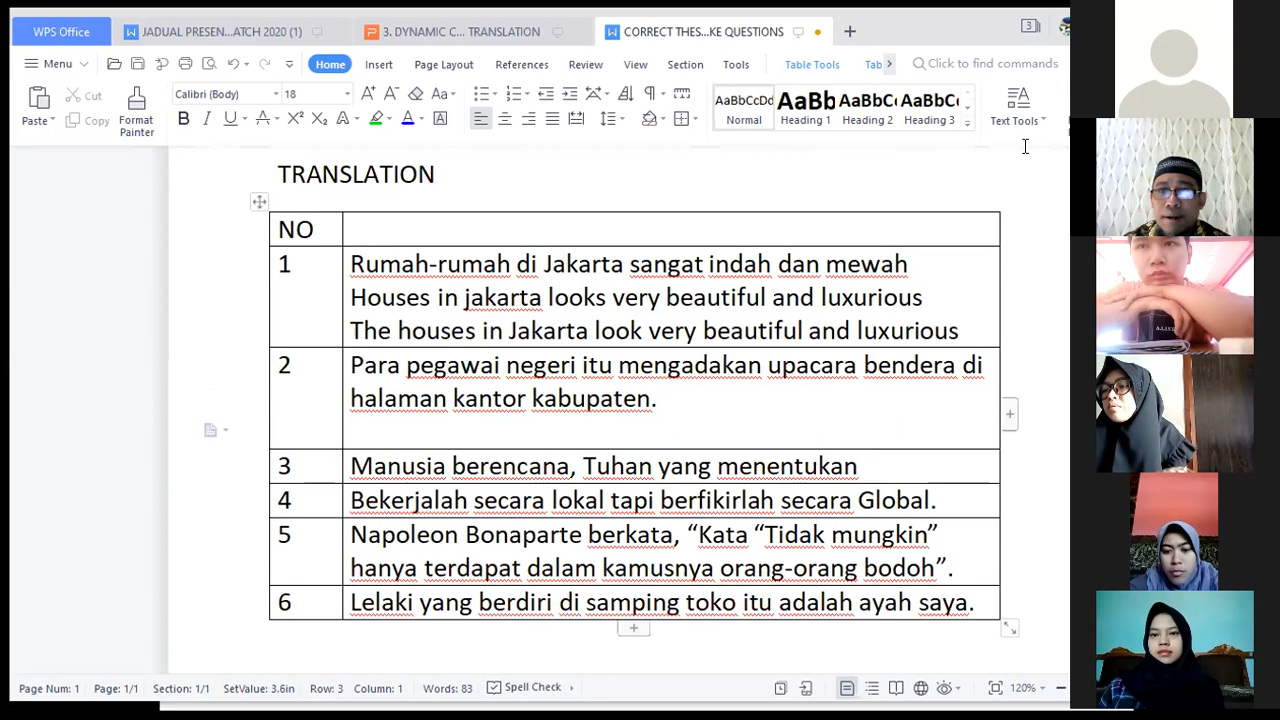 WPS Office
JADUAL PRESEN...ATCH 2020 (1)
3. DYNAMIC C... TRANSLATION
CORRECT THES...KE QUESTIONS
3
Menu
Home
Insert
Page Layout
References
Review
View
Section
Tools
Table Tools
Tab
Click to find commands
Paste
Cut
Copy
Format
Painter
Calibri (Body)
18
AaBbCcDd
Normal
AaBb
Heading 1
AaBbC
Heading 2
AaBbC
Heading 3
Text Tools
TRANSLATION
NO
1
Rumah-rumah di Jakarta sangat indah dan mewah
Houses in jakarta looks very beautiful and luxurious
The houses in Jakarta look very beautiful and luxurious
2
Para pegawai negeri itu mengadakan upacara bendera di
halaman kantor kabupaten.
3
Manusia berencana, Tuhan yang menentukan
4
Bekerjalah secara lokal tapi berfikirlah secara Global.
5
Napoleon Bonaparte berkata, “Kata “Tidak mungkin”
hanya terdapat dalam kamusnya orang-orang bodoh”.
6
Lelaki yang berdiri di samping toko itu adalah ayah saya.
Page Num: 1
Page: 1/1
Section: 1/1
SetValue: 3.6in
Row: 3
Column: 1
Words: 83
Spell Check
120%